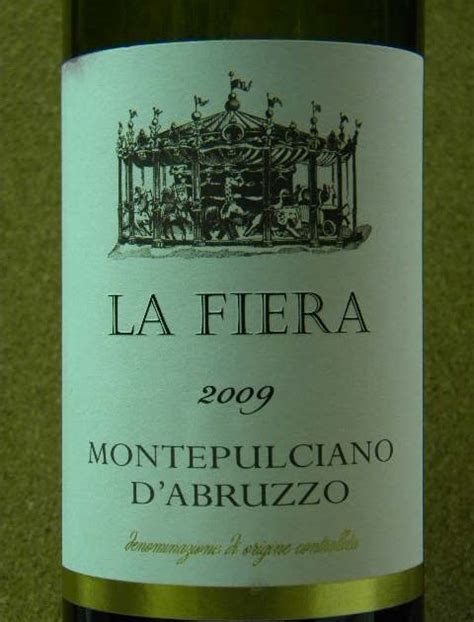 LA FIERA
2009
MONTEPULCIANO
D'ABRUZZO
denominazione di origine controllata